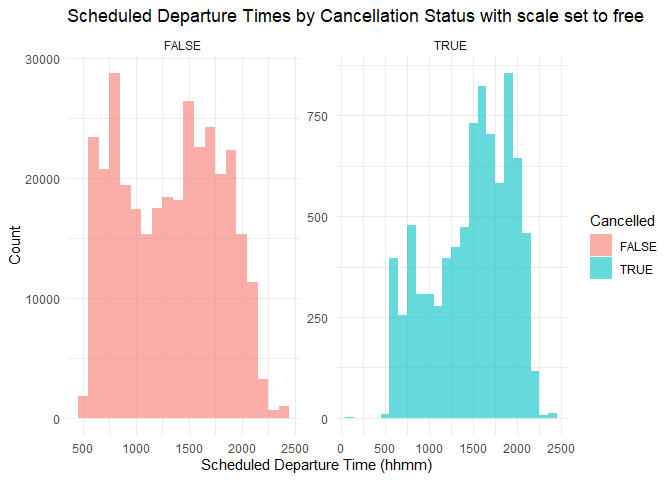 Scheduled Departure Times by Cancellation Status with scale set to free
FALSE
TRUE
30000
20000
10000
0
750
500
250
0
Count
500 1000 1500 2000 2500
0 500 1000 1500 2000 2500
Scheduled Departure Time (hhmm)
Cancelled
FALSE
TRUE